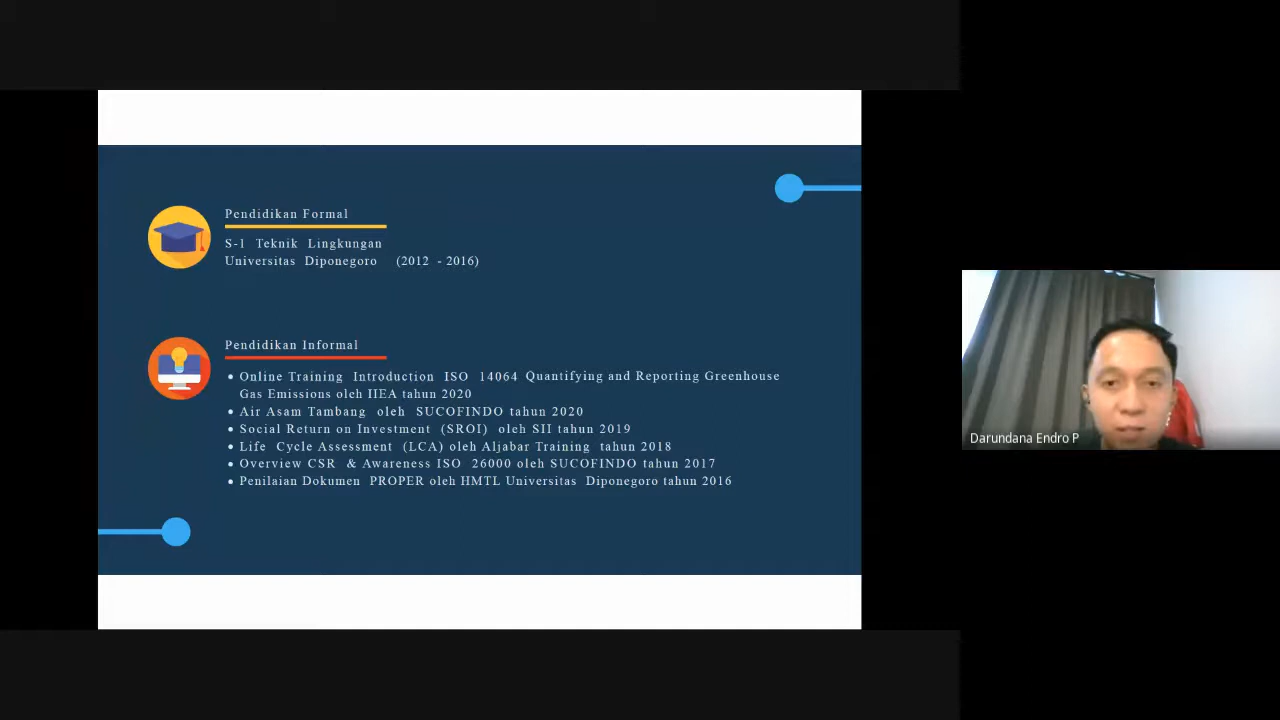 Pendidikan Formal
S-1 Teknik Lingkungan
Universitas Diponegoro (2012 - 2016)
Pendidikan Informal
• Online Training Introduction ISO 14064 Quantifying and Reporting Greenhouse
Gas Emissions oleh IIEA tahun 2020
• Air Asam Tambang oleh SUCOFINDO tahun 2020
• Social Return on Investment (SROI) oleh SII tahun 2019
• Life Cycle Assessment (LCA) oleh Aljabar Training tahun 2018
• Overview CSR & Awareness ISO 26000 oleh SUCOFINDO tahun 2017
• Penilaian Dokumen PROPER oleh HMTL Universitas Diponegoro tahun 2016
Darundana Endro P